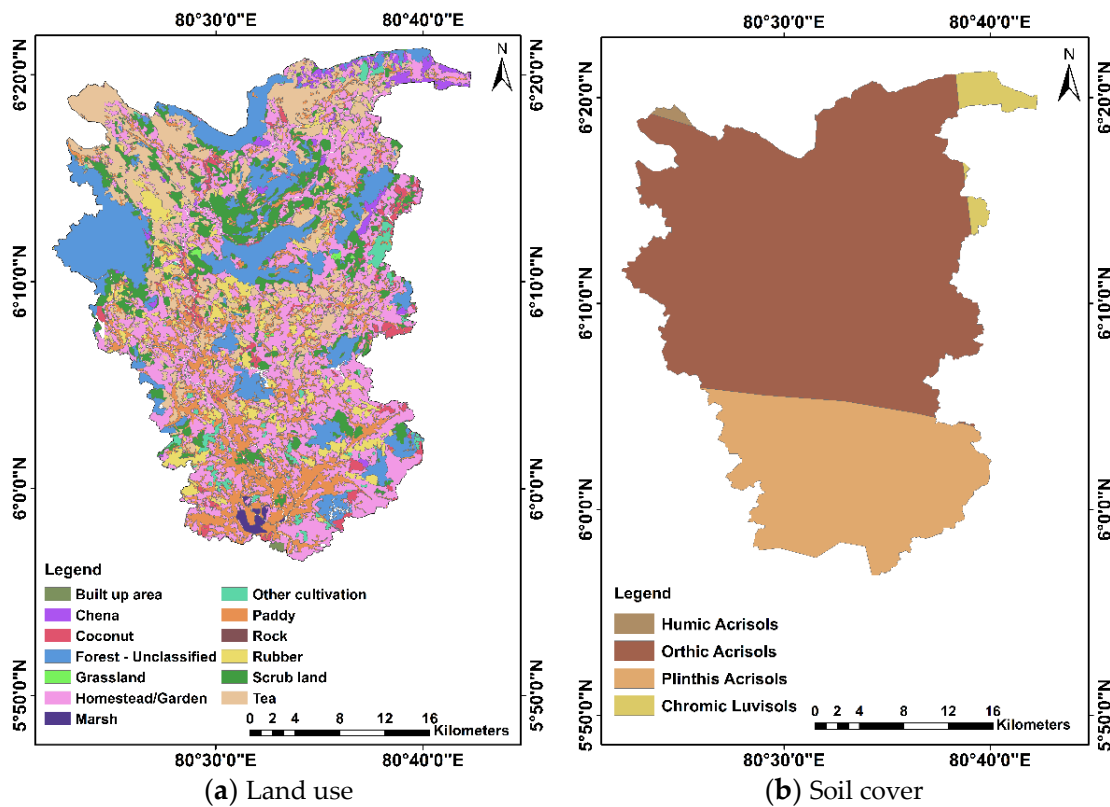 80°30'0"E 80°40'0"E
6°20'0"N
6°10'0"N
6°0'0"N
5°50'0"N
N
6°20'0"N
6°10'0"N
6°0'0"N
5°50'0"N
Legend
Built up area
Chena
Coconut
Forest - Unclassified
Grassland
Homestead/Garden
Marsh
Other cultivation
Paddy
Rock
Rubber
Scrub land
Tea
0 2 4 8 12 16
Kilometers
80°30'0"E 80°40'0"E
(a) Land use
80°30'0"E 80°40'0"E
6°20'0"N
6°10'0"N
6°0'0"N
5°50'0"N
N
6°20'0"N
6°10'0"N
6°0'0"N
5°50'0"N
Legend
Humic Acrisols
Orthic Acrisols
Plinthis Acrisols
Chromic Luvisols
0 2 4 8 12 16
Kilometers
80°30'0"E 80°40'0"E
(b) Soil cover